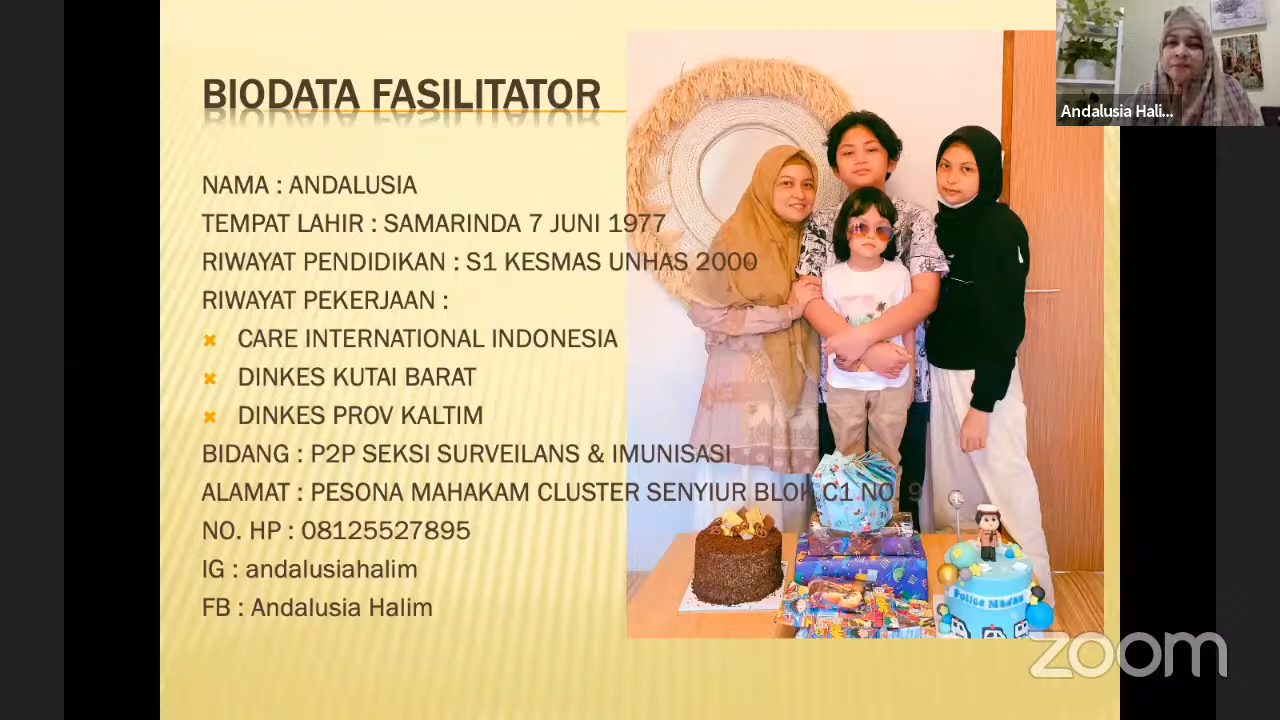 BIODATA FASILITATOR
NAMA : ANDALUSIA
TEMPAT LAHIR : SAMARINDA 7 JUNI 1977
RIWAYAT PENDIDIKAN : S1 KESMAS UNHAS 2000
RIWAYAT PEKERJAAN :
CARE INTERNATIONAL INDONESIA
DINKES KUTAI BARAT
DINKES PROV KALTIM
BIDANG : P2P SEKSI SURVEILANS & IMUNISASI
ALAMAT : PESONA MAHAKAM CLUSTER SENYIUR BLOK C1 NO. 9
NO. HP : 08125527895
IG : andalusiahalim
FB : Andalusia Halim
Andalusia Hali...
zoom